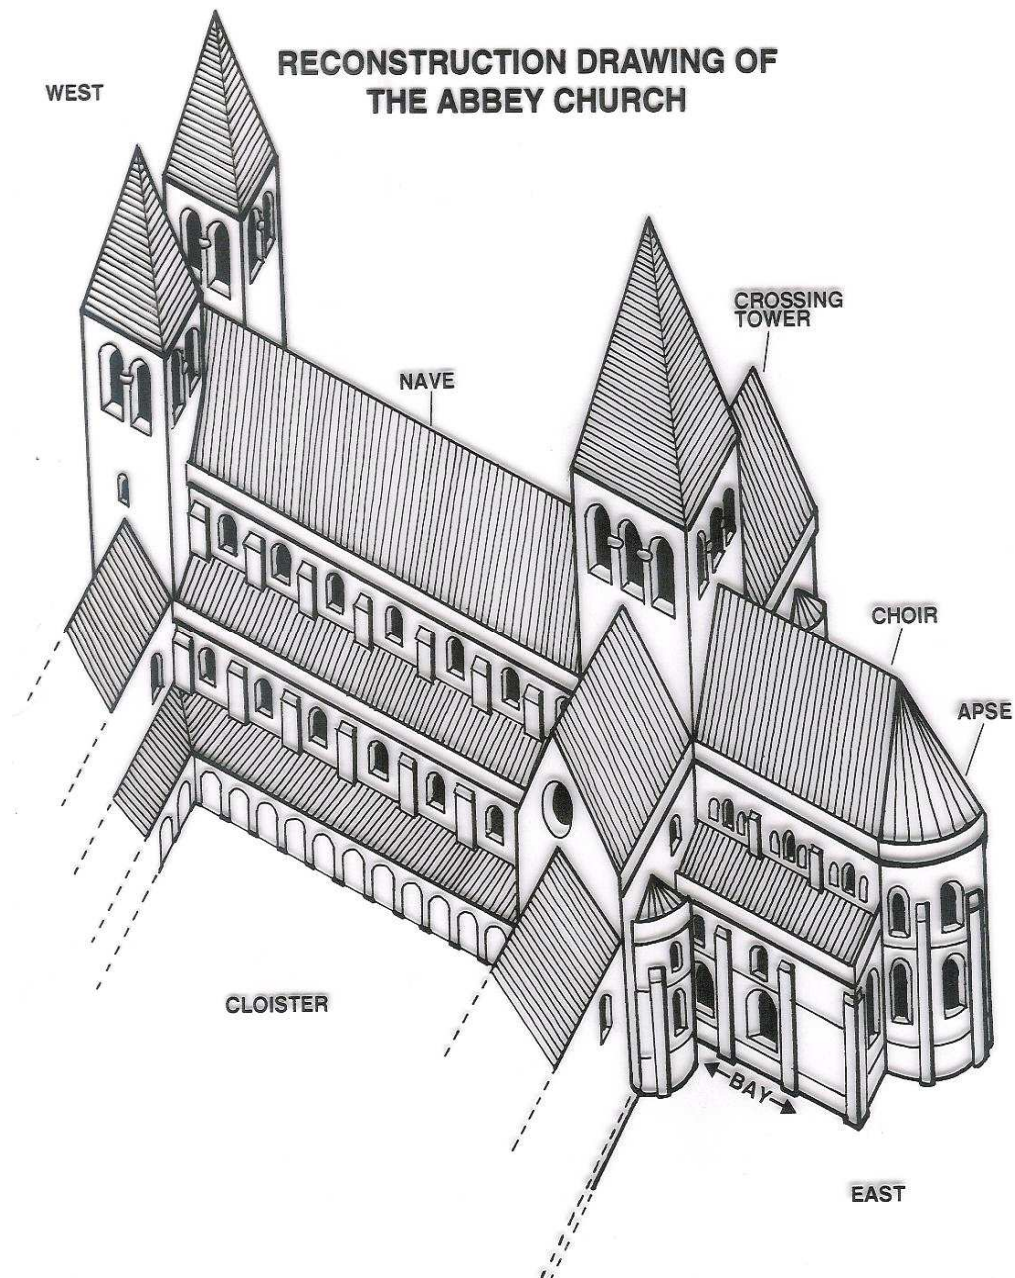 RECONSTRUCTION DRAWING OF
THE ABBEY CHURCH
WEST
CROSSING
TOWER
NAVE
CHOIR
APSE
CLOISTER
BAY
EAST